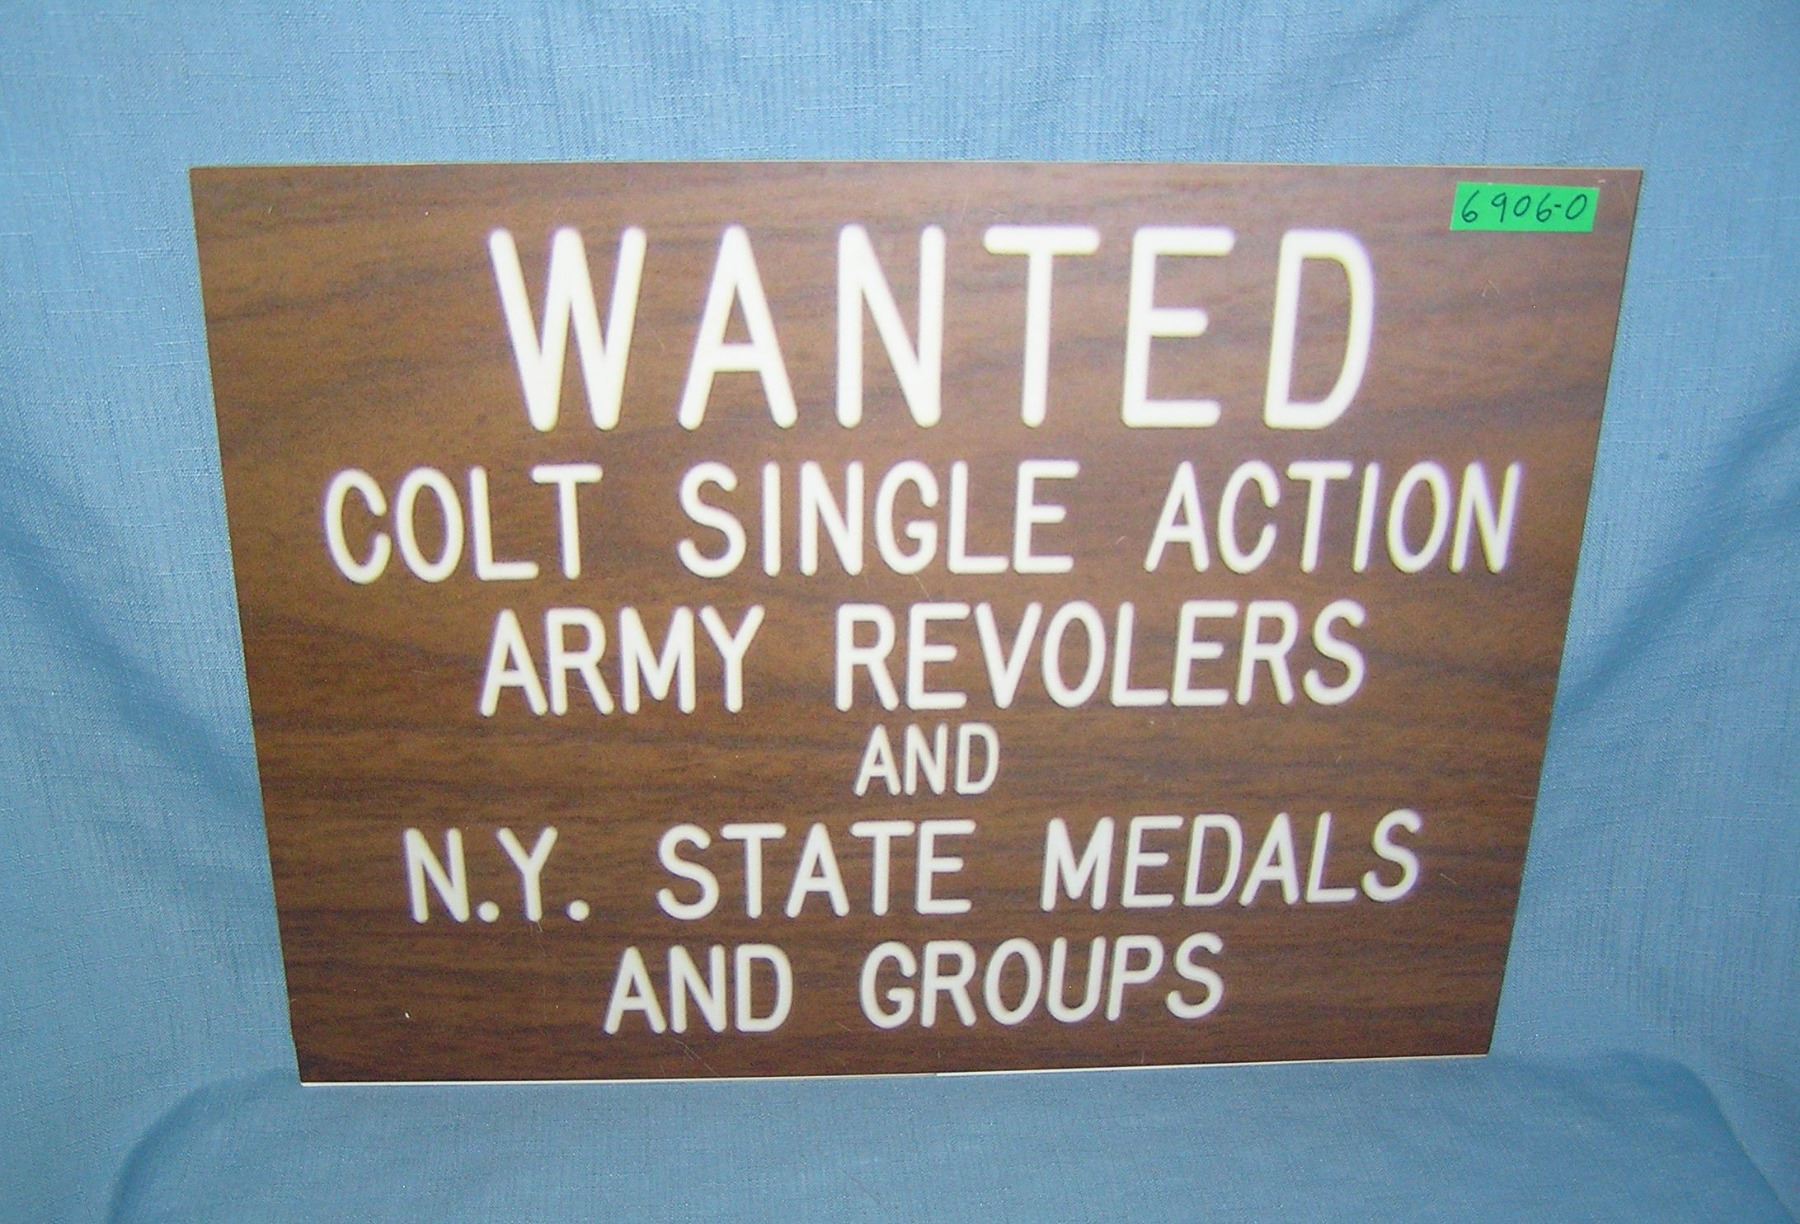 6906-0
WANTED
COLT SINGLE ACTION
ARMY REVOLERS
AND
N.Y. STATE MEDALS
AND GROUPS